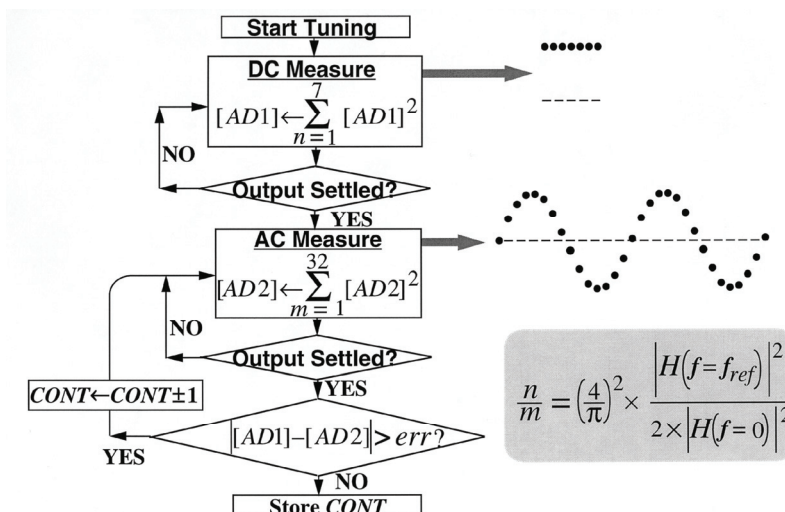 Start Tuning
DC Measure
7
[AD1]←∑ [AD1]²
n = 1
NO
Output Settled?
YES
AC Measure
32
[AD2]←∑ [AD2]²
m = 1
NO
Output Settled?
YES
CONT←CONT±1
|[AD1]–[AD2]|> err?
YES
NO
Store CONT
n/m = (4/π)² × |H(f=f_ref)|² / 2×|H(f=0)|²